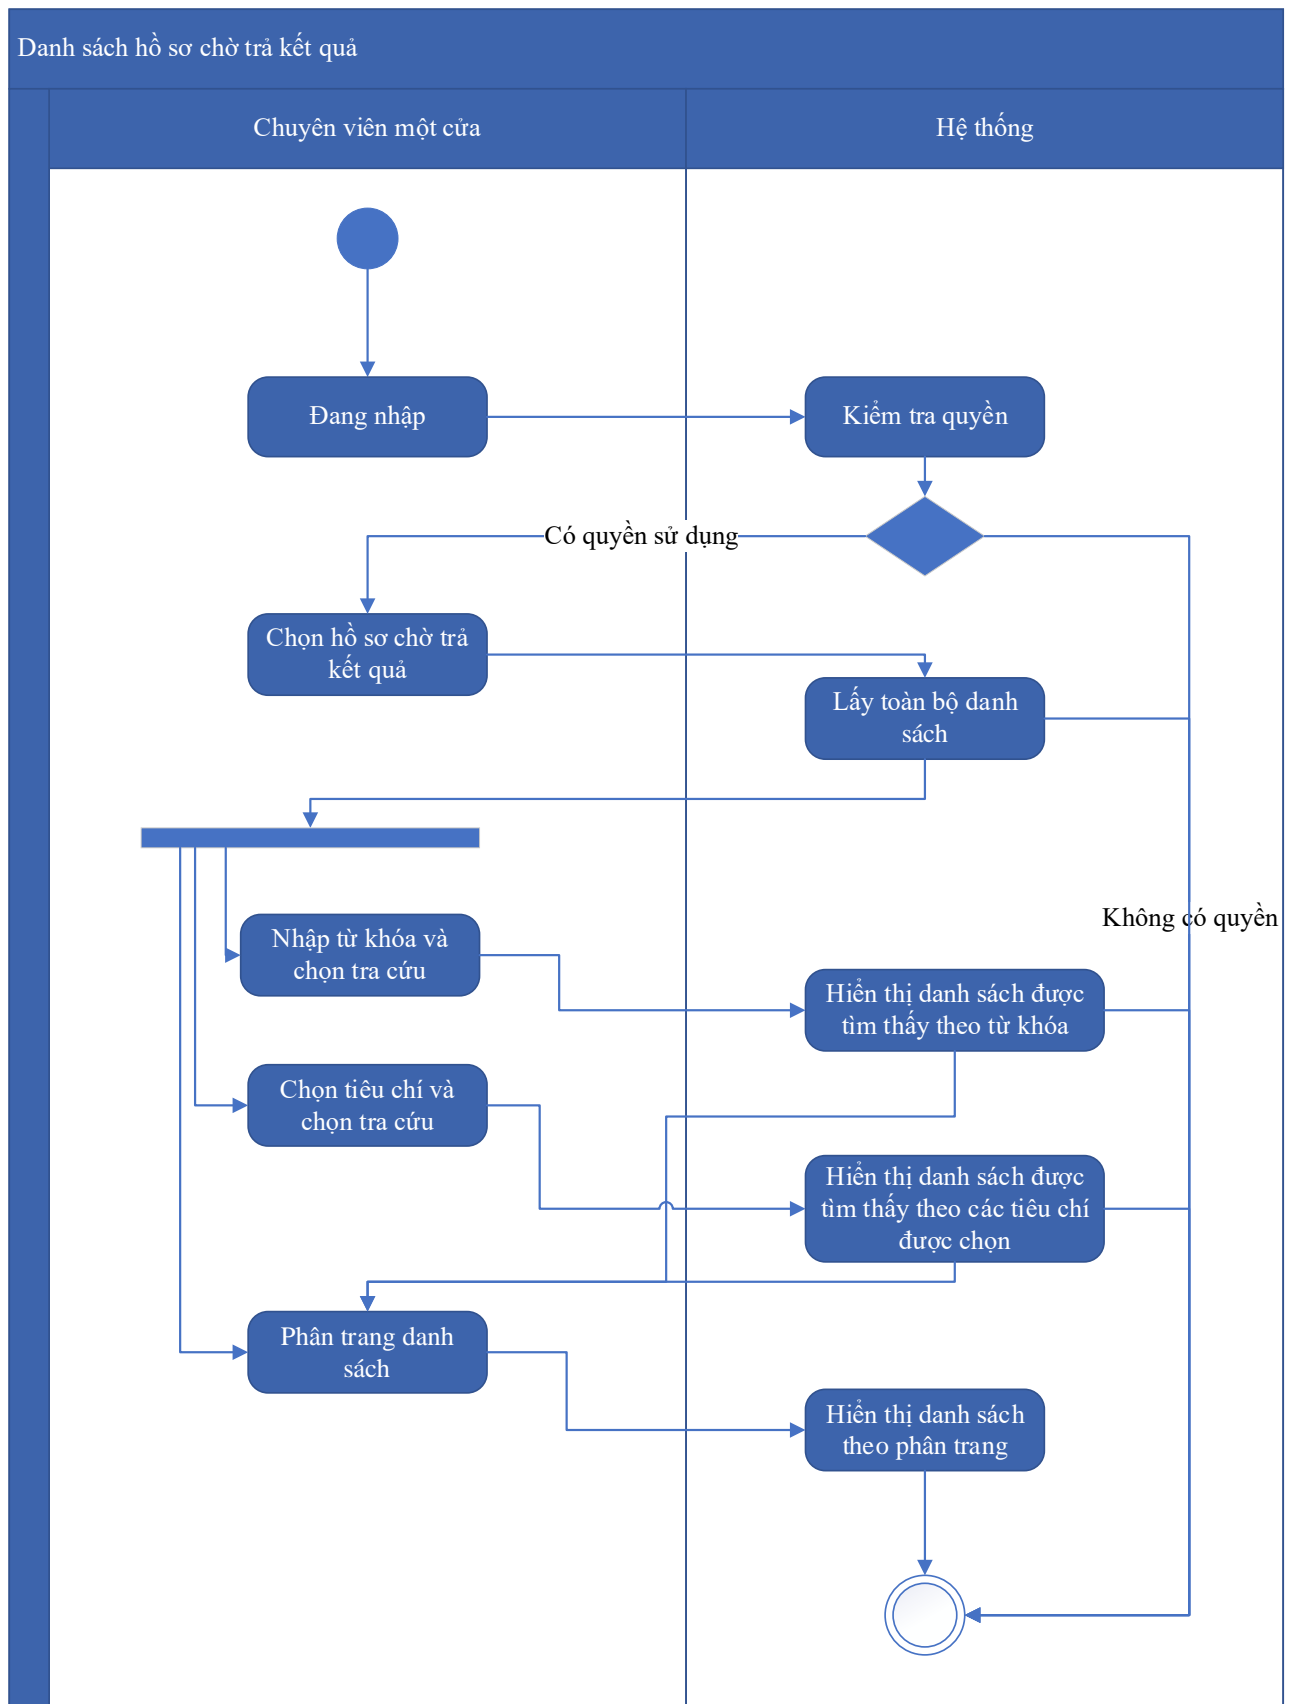 Danh sách hồ sơ chờ trả kết quả
Chuyên viên một cửa
Hệ thống
Đang nhập
Kiểm tra quyền
Có quyền sử dụng
Chọn hồ sơ chờ trả
kết quả
Lấy toàn bộ danh
sách
Không có quyền
Nhập từ khóa và
chọn tra cứu
Hiển thị danh sách được
tìm thấy theo từ khóa
Chọn tiêu chí và
chọn tra cứu
Hiển thị danh sách được
tìm thấy theo các tiêu chí
được chọn
Phân trang danh
sách
Hiển thị danh sách
theo phân trang